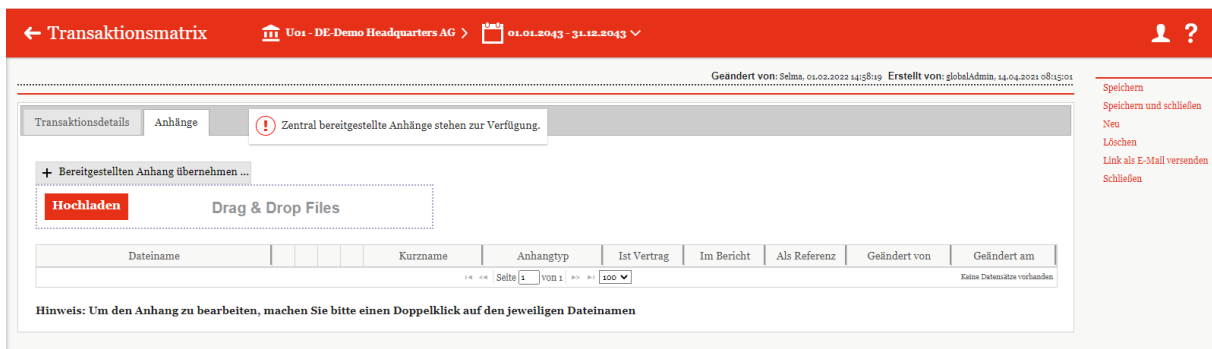 Transaktionsmatrix U01 - DE-Demo Headquarters AG 01.01.2043 - 31.12.2043 ?
Geändert von: Selma, 01.02.2022 14:58:19 Erstellt von: globalAdmin, 14.04.2021 08:15:01
Speichern
Speichern und schließen
Neu
Löschen
Link als E-Mail versenden
Schließen
Transaktionsdetails Anhänge
Zentral bereitgestellte Anhänge stehen zur Verfügung.
+ Bereitgestellten Anhang übernehmen ...
Hochladen Drag & Drop Files
Dateiname Kurzname Anhangtyp Ist Vertrag Im Bericht Als Referenz Geändert von Geändert am
Seite 1 von 1 100 Keine Datensätze vorhanden
Hinweis: Um den Anhang zu bearbeiten, machen Sie bitte einen Doppelklick auf den jeweiligen Dateinamen